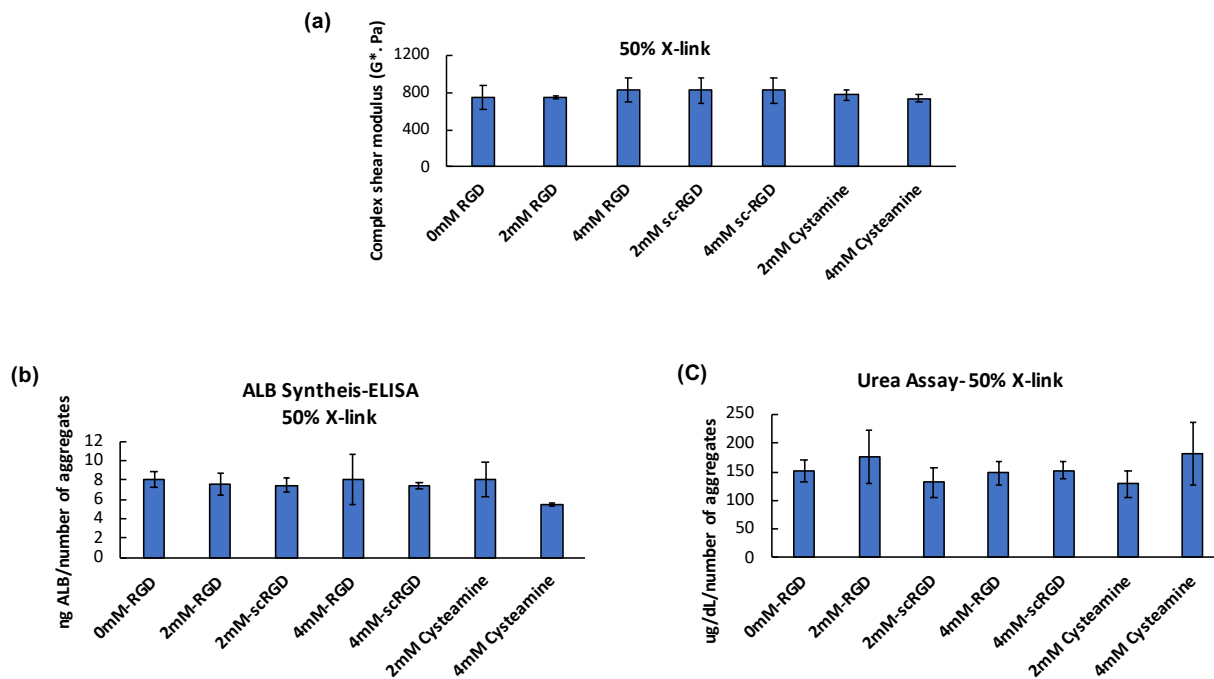 (a)
50% X-link
Complex shear modulus (G*. Pa)
1200
800
400
0
0mM RGD
2mM RGD
4mM RGD
2mM sc-RGD
4mM sc-RGD
2mM Cystamine
4mM Cysteamine
(b)
ALB Syntheis-ELISA
50% X-link
ng ALB/number of aggregates
12
10
8
6
4
2
0
0mM-RGD
2mM-RGD
2mM-scRGD
4mM-RGD
4mM-scRGD
2mM Cysteamine
4mM Cysteamine
(C)
Urea Assay-50% X-link
ug/dL/number of aggregates
250
200
150
100
50
0
0mM-RGD
2mM-RGD
2mM-scRGD
4mM-RGD
4mM-scRGD
2mM Cysteamine
4mM Cysteamine